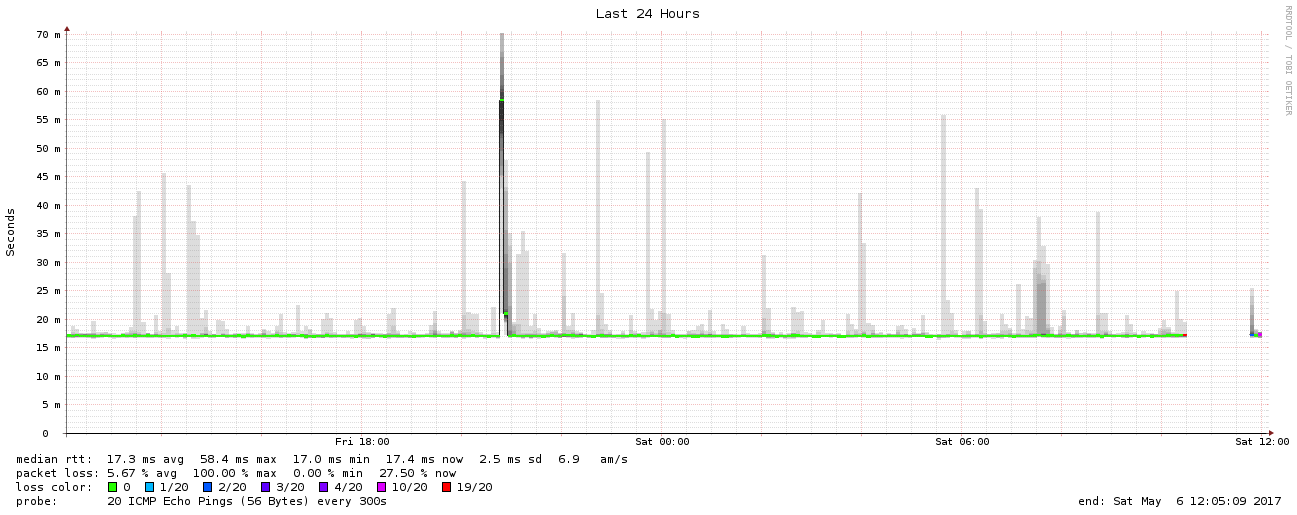 Last 24 Hours
RRDTOOL / TOBI OETIKER
Seconds
70 m
65 m
60 m
55 m
50 m
45 m
40 m
35 m
30 m
25 m
20 m
15 m
10 m
5 m
0
Fri 18:00 Sat 00:00 Sat 06:00 Sat 12:00
median rtt: 17.3 ms avg 58.4 ms max 17.0 ms min 17.4 ms now 2.5 ms sd 6.9 am/s
packet loss: 5.67 % avg 100.00 % max 0.00 % min 27.50 % now
loss color: 0 1/20 2/20 3/20 4/20 10/20 19/20
probe: 20 ICMP Echo Pings (56 Bytes) every 300s end: Sat May 6 12:05:09 2017